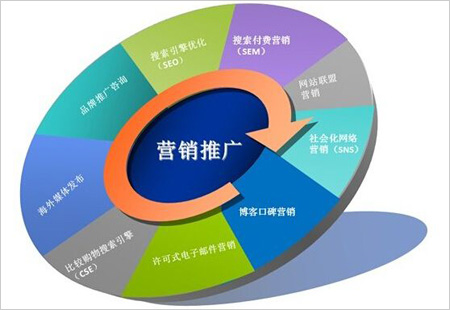 营销推广
搜索引擎优化
（SEO）
搜索付费营销
（SEM）
网站联盟
营销
社会化网络
营销（SNS）
博客口碑营销
许可式电子邮件营销
比较购物搜索引擎
（CSE）
海外媒体发布
品牌推广咨询